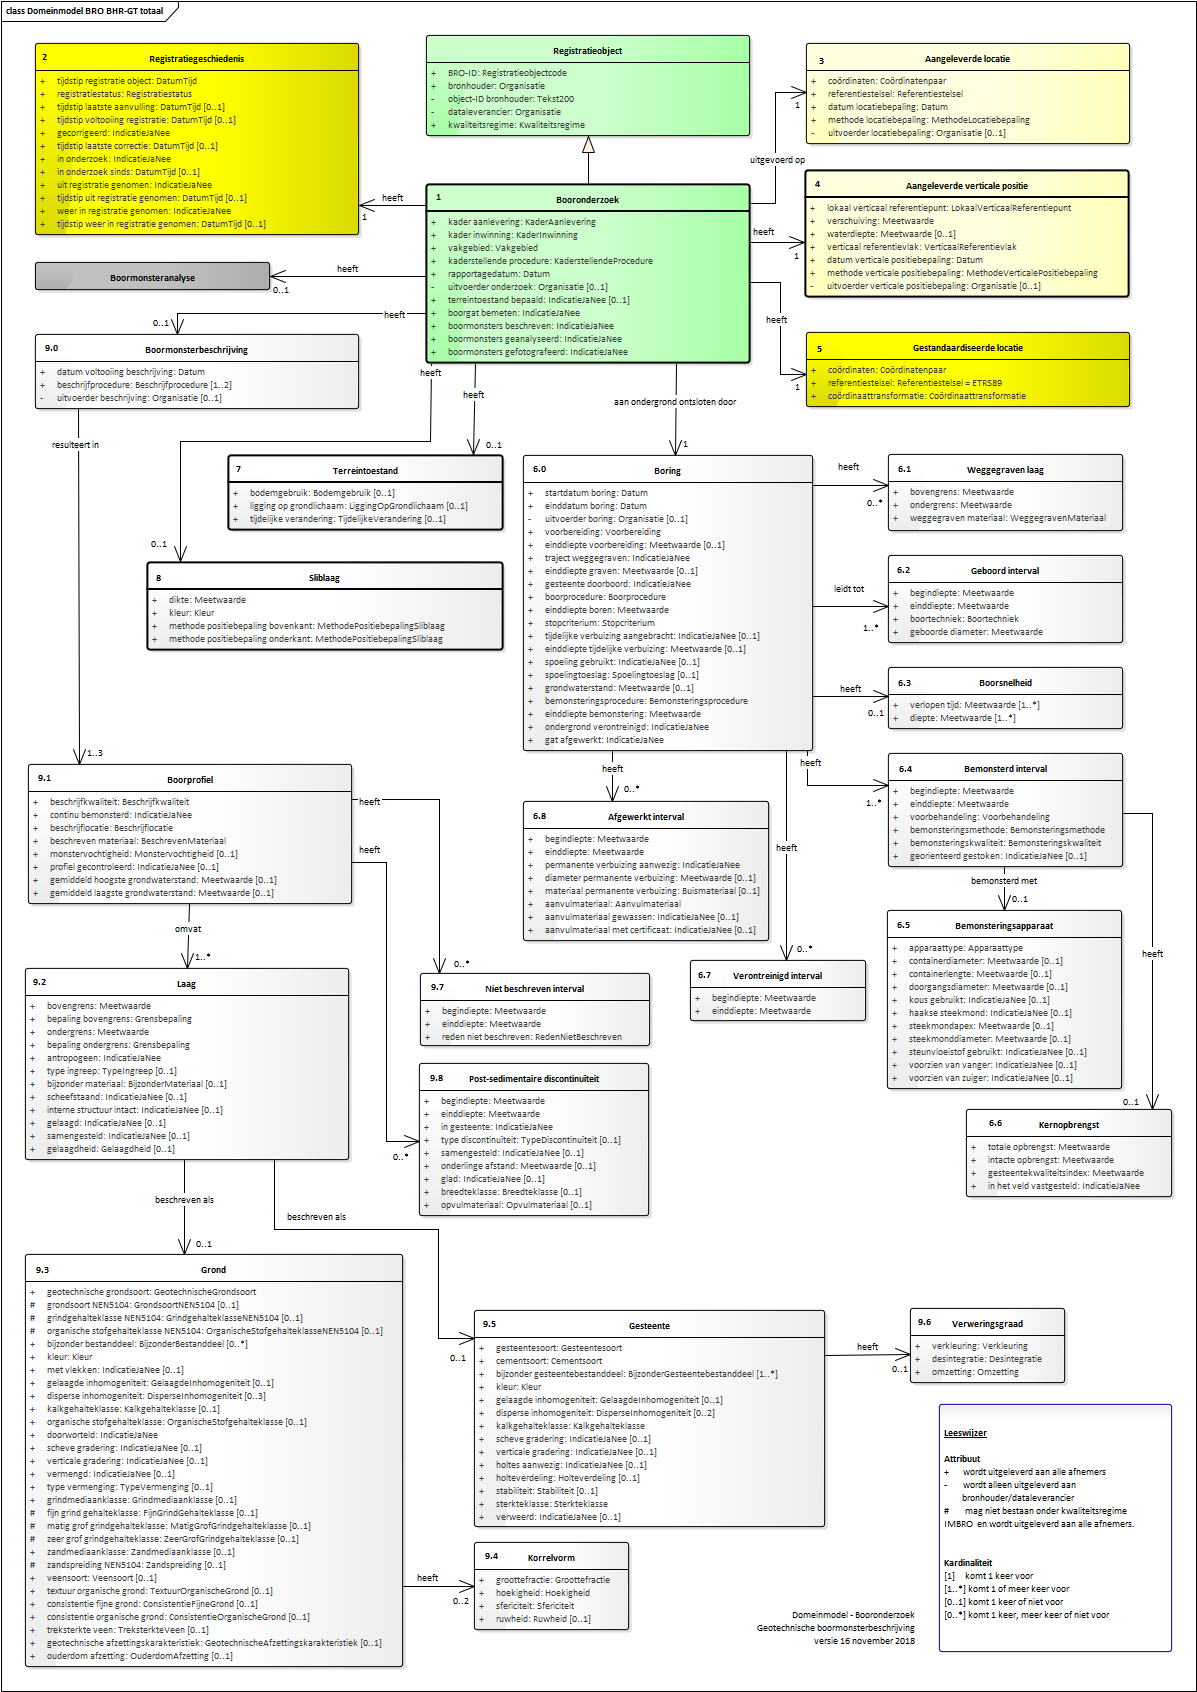 class Domeinmodel BRO BHR-GT totaal
2 Registratiegeschiedenis
+ tijdstip registratie object: DatumTijd
+ registratiestatus: Registratiestatus
+ tijdstip laatste aanvulling: DatumTijd [0..1]
+ tijdstip voltooiing registratie: DatumTijd [0..1]
+ gecorrigeerd: IndicatieJaNee
+ tijdstip laatste correctie: DatumTijd [0..1]
+ in onderzoek: IndicatieJaNee
+ in onderzoek sinds: DatumTijd [0..1]
+ uit registratie genomen: IndicatieJaNee
+ tijdstip uit registratie genomen: DatumTijd [0..1]
+ weer in registratie genomen: IndicatieJaNee
+ tijdstip weer in registratie genomen: DatumTijd [0..1]
Registratieobject
+ BRO-ID: Registratieobjectcode
+ bronhouder: Organisatie
- object-ID bronhouder: Tekst200
- dataleverancier: Organisatie
+ kwaliteitsregime: Kwaliteitsregime
3 Aangeleverde locatie
+ coördinaten: Coördinatenpaar
+ referentiestelsel: Referentiestelsel
+ datum locatiebepaling: Datum
+ methode locatiebepaling: MethodeLocatiebepaling
- uitvoerder locatiebepaling: Organisatie [0..1]
1
uitgevoerd op
4 Aangeleverde verticale positie
+ lokaal verticaal referentiepunt: LokaalVerticaalReferentiepunt
+ verschuiving: Meetwaarde
+ waterdiepte: Meetwaarde [0..1]
+ verticaal referentievlak: VerticaalReferentievlak
+ datum verticale positiebepaling: Datum
+ methode verticale positiebepaling: MethodeVerticalePositiebepaling
- uitvoerder verticale positiebepaling: Organisatie [0..1]
heeft
1
1 Booronderzoek
+ kader aanlevering: KaderAanlevering
+ kader inwinning: KaderInwinning
+ vakgebied: Vakgebied
+ kaderstellende procedure: KaderstellendeProcedure
+ rapportagedatum: Datum
- uitvoerder onderzoek: Organisatie [0..1]
+ terreintoestand bepaald: IndicatieJaNee [0..1]
+ boorgat bemeten: IndicatieJaNee
+ boormonsters beschreven: IndicatieJaNee
+ boormonsters geanalyseerd: IndicatieJaNee
+ boormonsters gefotografeerd: IndicatieJaNee
heeft
1
Boormonsteranalyse
heeft
0..1
heeft
0..1
9.0 Boormonsterbeschrijving
+ datum voltooiing beschrijving: Datum
+ beschrijfprocedure: Beschrijfprocedure [1..2]
- uitvoerder beschrijving: Organisatie [0..1]
5 Gestandaardiseerde locatie
+ coördinaten: Coördinatenpaar
+ referentiestelsel: Referentiestelsel = ETRS89
+ coördinaattransformatie: Coördinaattransformatie
heeft
1
heeft
heeft
aan ondergrond ontsloten door
resulteert in
0..1
1
7 Terreintoestand
+ bodemgebruik: Bodemgebruik [0..1]
+ ligging op grondlichaam: LiggingOpGrondlichaam [0..1]
+ tijdelijke verandering: TijdelijkeVerandering [0..1]
0..1
8 Sliblaag
+ dikte: Meetwaarde
+ kleur: Kleur
+ methode positiebepaling bovenkant: MethodePositiebepalingSliblaag
+ methode positiebepaling onderkant: MethodePositiebepalingSliblaag
6.0 Boring
+ startdatum boring: Datum
+ einddatum boring: Datum
- uitvoerder boring: Organisatie [0..1]
+ voorbereiding: Voorbereiding
+ einddiepte voorbereiding: Meetwaarde [0..1]
+ traject weggegraven: IndicatieJaNee
+ einddiepte graven: Meetwaarde [0..1]
+ gesteente doorboord: IndicatieJaNee
+ boorprocedure: Boorprocedure
+ einddiepte boren: Meetwaarde
+ stopcriterium: Stopcriterium
+ tijdelijke verbuizing aangebracht: IndicatieJaNee [0..1]
+ einddiepte tijdelijke verbuizing: Meetwaarde [0..1]
+ spoeling gebruikt: IndicatieJaNee [0..1]
+ spoelingtoeslag: Spoelingtoeslag [0..1]
+ grondwaterstand: Meetwaarde [0..1]
+ bemonsteringsprocedure: Bemonsteringsprocedure
+ einddiepte bemonstering: Meetwaarde
+ ondergrond verontreinigd: IndicatieJaNee
+ gat afgewerkt: IndicatieJaNee
heeft
0..*
6.1 Weggegraven laag
+ bovengrens: Meetwaarde
+ ondergrens: Meetwaarde
+ weggegraven materiaal: WeggegravenMateriaal
leidt tot
1..*
6.2 Geboord interval
+ begindiepte: Meetwaarde
+ einddiepte: Meetwaarde
+ boortechniek: Boortechniek
+ geboorde diameter: Meetwaarde
heeft
0..1
6.3 Boorsnelheid
+ verlopen tijd: Meetwaarde [1..*]
+ diepte: Meetwaarde [1..*]
heeft
1..*
6.4 Bemonsterd interval
+ begindiepte: Meetwaarde
+ einddiepte: Meetwaarde
+ voorbehandeling: Voorbehandeling
+ bemonsteringsmethode: Bemonsteringsmethode
+ bemonsteringskwaliteit: Bemonsteringskwaliteit
+ georienteerd gestoken: IndicatieJaNee [0..1]
bemonsterd met
0..1
6.5 Bemonsteringsapparaat
+ apparaattype: Apparaattype
+ containerdiameter: Meetwaarde [0..1]
+ containerlengte: Meetwaarde [0..1]
+ doorgangsdiameter: Meetwaarde [0..1]
+ kous gebruikt: IndicatieJaNee [0..1]
+ haakse steekmond: IndicatieJaNee [0..1]
+ steekmondapex: Meetwaarde [0..1]
+ steekmonddiameter: Meetwaarde [0..1]
+ steunvloeistof gebruikt: IndicatieJaNee [0..1]
+ voorzien van vanger: IndicatieJaNee [0..1]
+ voorzien van zuiger: IndicatieJaNee [0..1]
heeft
0..1
6.6 Kernopbrengst
+ totale opbrengst: Meetwaarde
+ intacte opbrengst: Meetwaarde
+ gesteentekwaliteitsindex: Meetwaarde
+ in het veld vastgesteld: IndicatieJaNee
heeft
0..*
6.8 Afgewerkt interval
+ begindiepte: Meetwaarde
+ einddiepte: Meetwaarde
+ permanente verbuizing aanwezig: IndicatieJaNee
+ diameter permanente verbuizing: Meetwaarde [0..1]
+ materiaal permanente verbuizing: Buismateriaal [0..1]
+ aanvulmateriaal: Aanvulmateriaal
+ aanvulmateriaal gewassen: IndicatieJaNee [0..1]
+ aanvulmateriaal met certificaat: IndicatieJaNee [0..1]
heeft
0..*
6.7 Verontreinigd interval
+ begindiepte: Meetwaarde
+ einddiepte: Meetwaarde
1..3
9.1 Boorprofiel
+ beschrijfkwaliteit: Beschrijfkwaliteit
+ continu bemonsterd: IndicatieJaNee
+ beschrijflocatie: Beschrijflocatie
+ beschreven materiaal: BeschrevenMateriaal
+ monstervochtigheid: Monstervochtigheid [0..1]
+ profiel gecontroleerd: IndicatieJaNee [0..1]
+ gemiddeld hoogste grondwaterstand: Meetwaarde [0..1]
+ gemiddeld laagste grondwaterstand: Meetwaarde [0..1]
heeft
heeft
omvat
1..*
9.2 Laag
+ bovengrens: Meetwaarde
+ bepaling bovengrens: Grensbepaling
+ ondergrens: Meetwaarde
+ bepaling ondergrens: Grensbepaling
+ antropogeen: IndicatieJaNee
+ type ingreep: TypeIngreep [0..1]
+ bijzonder materiaal: BijzonderMateriaal [0..1]
+ scheefstaand: IndicatieJaNee [0..1]
+ interne structuur intact: IndicatieJaNee [0..1]
+ gelaagd: IndicatieJaNee [0..1]
+ samengesteld: IndicatieJaNee [0..1]
+ gelaagdheid: Gelaagdheid [0..1]
0..*
9.7 Niet beschreven interval
+ begindiepte: Meetwaarde
+ einddiepte: Meetwaarde
+ reden niet beschreven: RedenNietBeschreven
0..*
9.8 Post-sedimentaire discontinuiteit
+ begindiepte: Meetwaarde
+ einddiepte: Meetwaarde
+ in gesteente: IndicatieJaNee
+ type discontinuiteit: TypeDiscontinuiteit [0..1]
+ samengesteld: IndicatieJaNee [0..1]
+ onderlinge afstand: Meetwaarde [0..1]
+ glad: IndicatieJaNee [0..1]
+ breedteklasse: Breedteklasse [0..1]
+ opvulmateriaal: Opvulmateriaal [0..1]
beschreven als
0..1
beschreven als
0..1
9.3 Grond
+ geotechnische grondsoort: GeotechnischeGrondsoort
# grondsoort NEN5104: GrondsoortNEN5104 [0..1]
# grindgehalteklasse NEN5104: GrindgehalteklasseNEN5104 [0..1]
# organische stofgehalteklasse NEN5104: OrganischeStofgehalteklasseNEN5104 [0..1]
+ bijzonder bestanddeel: BijzonderBestanddeel [0..*]
+ kleur: Kleur
+ met vlekken: IndicatieJaNee [0..1]
+ gelaagde inhomogeniteit: GelaagdeInhomogeniteit [0..1]
+ disperse inhomogeniteit: DisperseInhomogeniteit [0..3]
+ kalkgehalteklasse: Kalkgehalteklasse [0..1]
+ organische stofgehalteklasse: OrganischeStofgehalteklasse [0..1]
+ doorworteld: IndicatieJaNee
+ scheve gradering: IndicatieJaNee [0..1]
+ verticale gradering: IndicatieJaNee [0..1]
+ vermengd: IndicatieJaNee [0..1]
+ type vermenging: TypeVermenging [0..1]
+ grindmediaanklasse: Grindmediaanklasse [0..1]
# fijn grind gehalteklasse: FijnGrindGehalteklasse [0..1]
# matig grof grindgehalteklasse: MatigGrofGrindgehalteklasse [0..1]
# zeer grof grindgehalteklasse: ZeerGrofGrindgehalteklasse [0..1]
+ zandmediaanklasse: Zandmediaanklasse [0..1]
# zandspreiding NEN5104: Zandspreiding [0..1]
+ veensoort: Veensoort [0..1]
+ textuur organische grond: TextuurOrganischeGrond [0..1]
+ consistentie fijne grond: ConsistentieFijneGrond [0..1]
+ consistentie organische grond: ConsistentieOrganischeGrond [0..1]
+ treksterkte veen: TreksterkteVeen [0..1]
+ geotechnische afzettingskarakteristiek: GeotechnischeAfzettingskarakteristiek [0..1]
+ ouderdom afzetting: OuderdomAfzetting [0..1]
9.5 Gesteente
+ gesteentesoort: Gesteentesoort
+ cementsoort: Cementsoort
+ bijzonder gesteentebestanddeel: BijzonderGesteentebestanddeel [1..*]
+ kleur: Kleur
+ gelaagde inhomogeniteit: GelaagdeInhomogeniteit [0..1]
+ disperse inhomogeniteit: DisperseInhomogeniteit [0..2]
+ kalkgehalteklasse: Kalkgehalteklasse
+ scheve gradering: IndicatieJaNee [0..1]
+ verticale gradering: IndicatieJaNee [0..1]
+ holtes aanwezig: IndicatieJaNee [0..1]
+ holteverdeling: Holteverdeling [0..1]
+ stabiliteit: Stabiliteit [0..1]
+ sterkteklasse: Sterkteklasse
+ verweerd: IndicatieJaNee [0..1]
heeft
0..1
9.6 Verweringsgraad
+ verkleuring: Verkleuring
+ desintegratie: Desintegratie
+ omzetting: Omzetting
heeft
0..2
9.4 Korrelvorm
+ groottefractie: Groottefractie
+ hoekigheid: Hoekigheid
+ sfericiteit: Sfericiteit
+ ruwheid: Ruwheid [0..1]
Leeswijzer
Attribuut
+ wordt uitgeleverd aan alle afnemers
- wordt alleen uitgeleverd aan
bronhouder/dataleverancier
# mag niet bestaan onder kwaliteitsregime
IMBRO en wordt uitgeleverd aan alle afnemers.
Kardinaliteit
[1] komt 1 keer voor
[1..*] komt 1 of meer keer voor
[0..1] komt 1 keer of niet voor
[0..*] komt 1 keer, meer keer of niet voor
Domeinmodel - Booronderzoek
Geotechnische boormonsterbeschrijving
versie 16 november 2018